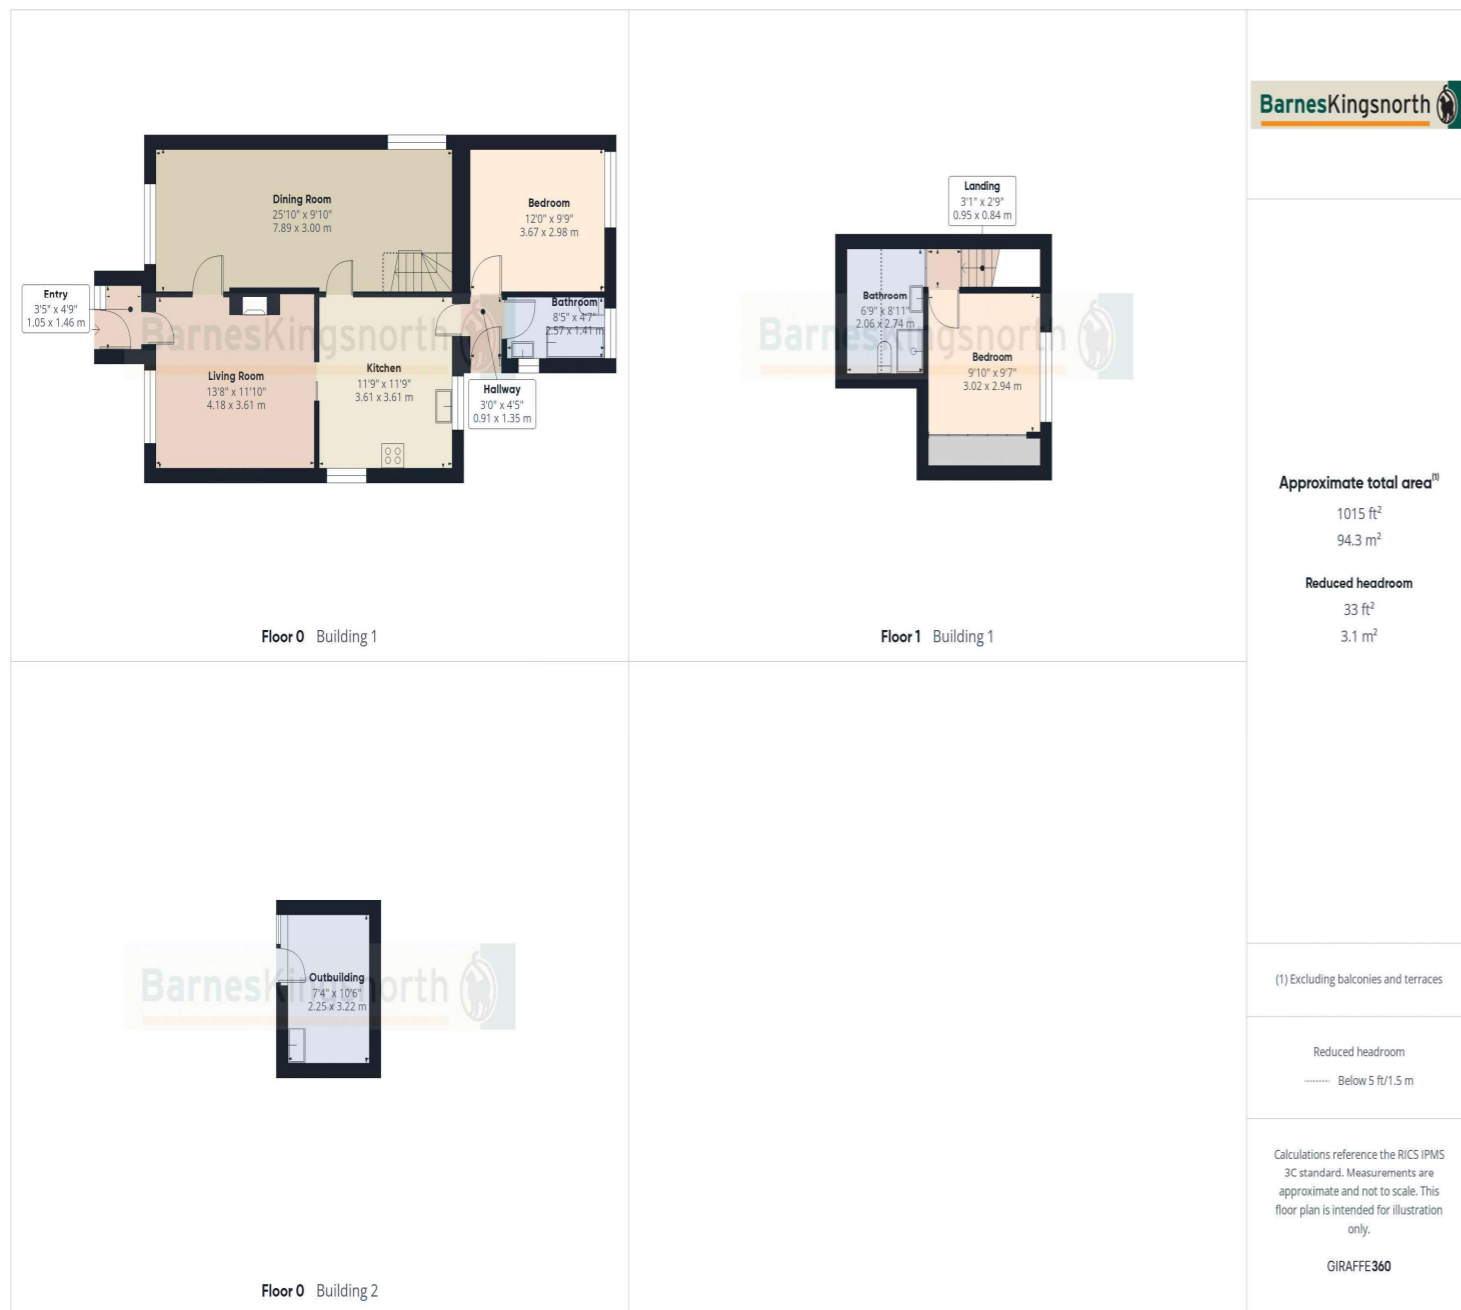 BarnesKingsnorth
Dining Room
25'10" x 9'10"
7.89 x 3.00 m
Bedroom
12'0" x 9'9"
3.67 x 2.98 m
Entry
3'5" x 4'9"
1.05 x 1.46 m
Bathroom
8'5" x 4'7"
2.57 x 1.41 m
Living Room
13'8" x 11'10"
4.18 x 3.61 m
Kitchen
11'9" x 11'9"
3.61 x 3.61 m
Hallway
3'0" x 4'5"
0.91 x 1.35 m
BarnesKingsnorth
Floor 0 Building 1
Landing
3'1" x 2'9"
0.95 x 0.84 m
Bathroom
6'9" x 8'11"
2.06 x 2.74 m
Bedroom
9'10" x 9'7"
3.02 x 2.94 m
BarnesKingsnorth
Floor 1 Building 1
Outbuilding
7'4" x 10'6"
2.25 x 3.22 m
BarnesKingsnorth
Floor 0 Building 2
Approximate total area(1)
1015 ft²
94.3 m²
Reduced headroom
33 ft²
3.1 m²
(1) Excluding balconies and terraces
Reduced headroom
Below 5 ft/1.5 m
Calculations reference the RICS IPMS
3C standard. Measurements are
approximate and not to scale. This
floor plan is intended for illustration
only.
GIRAFFE360